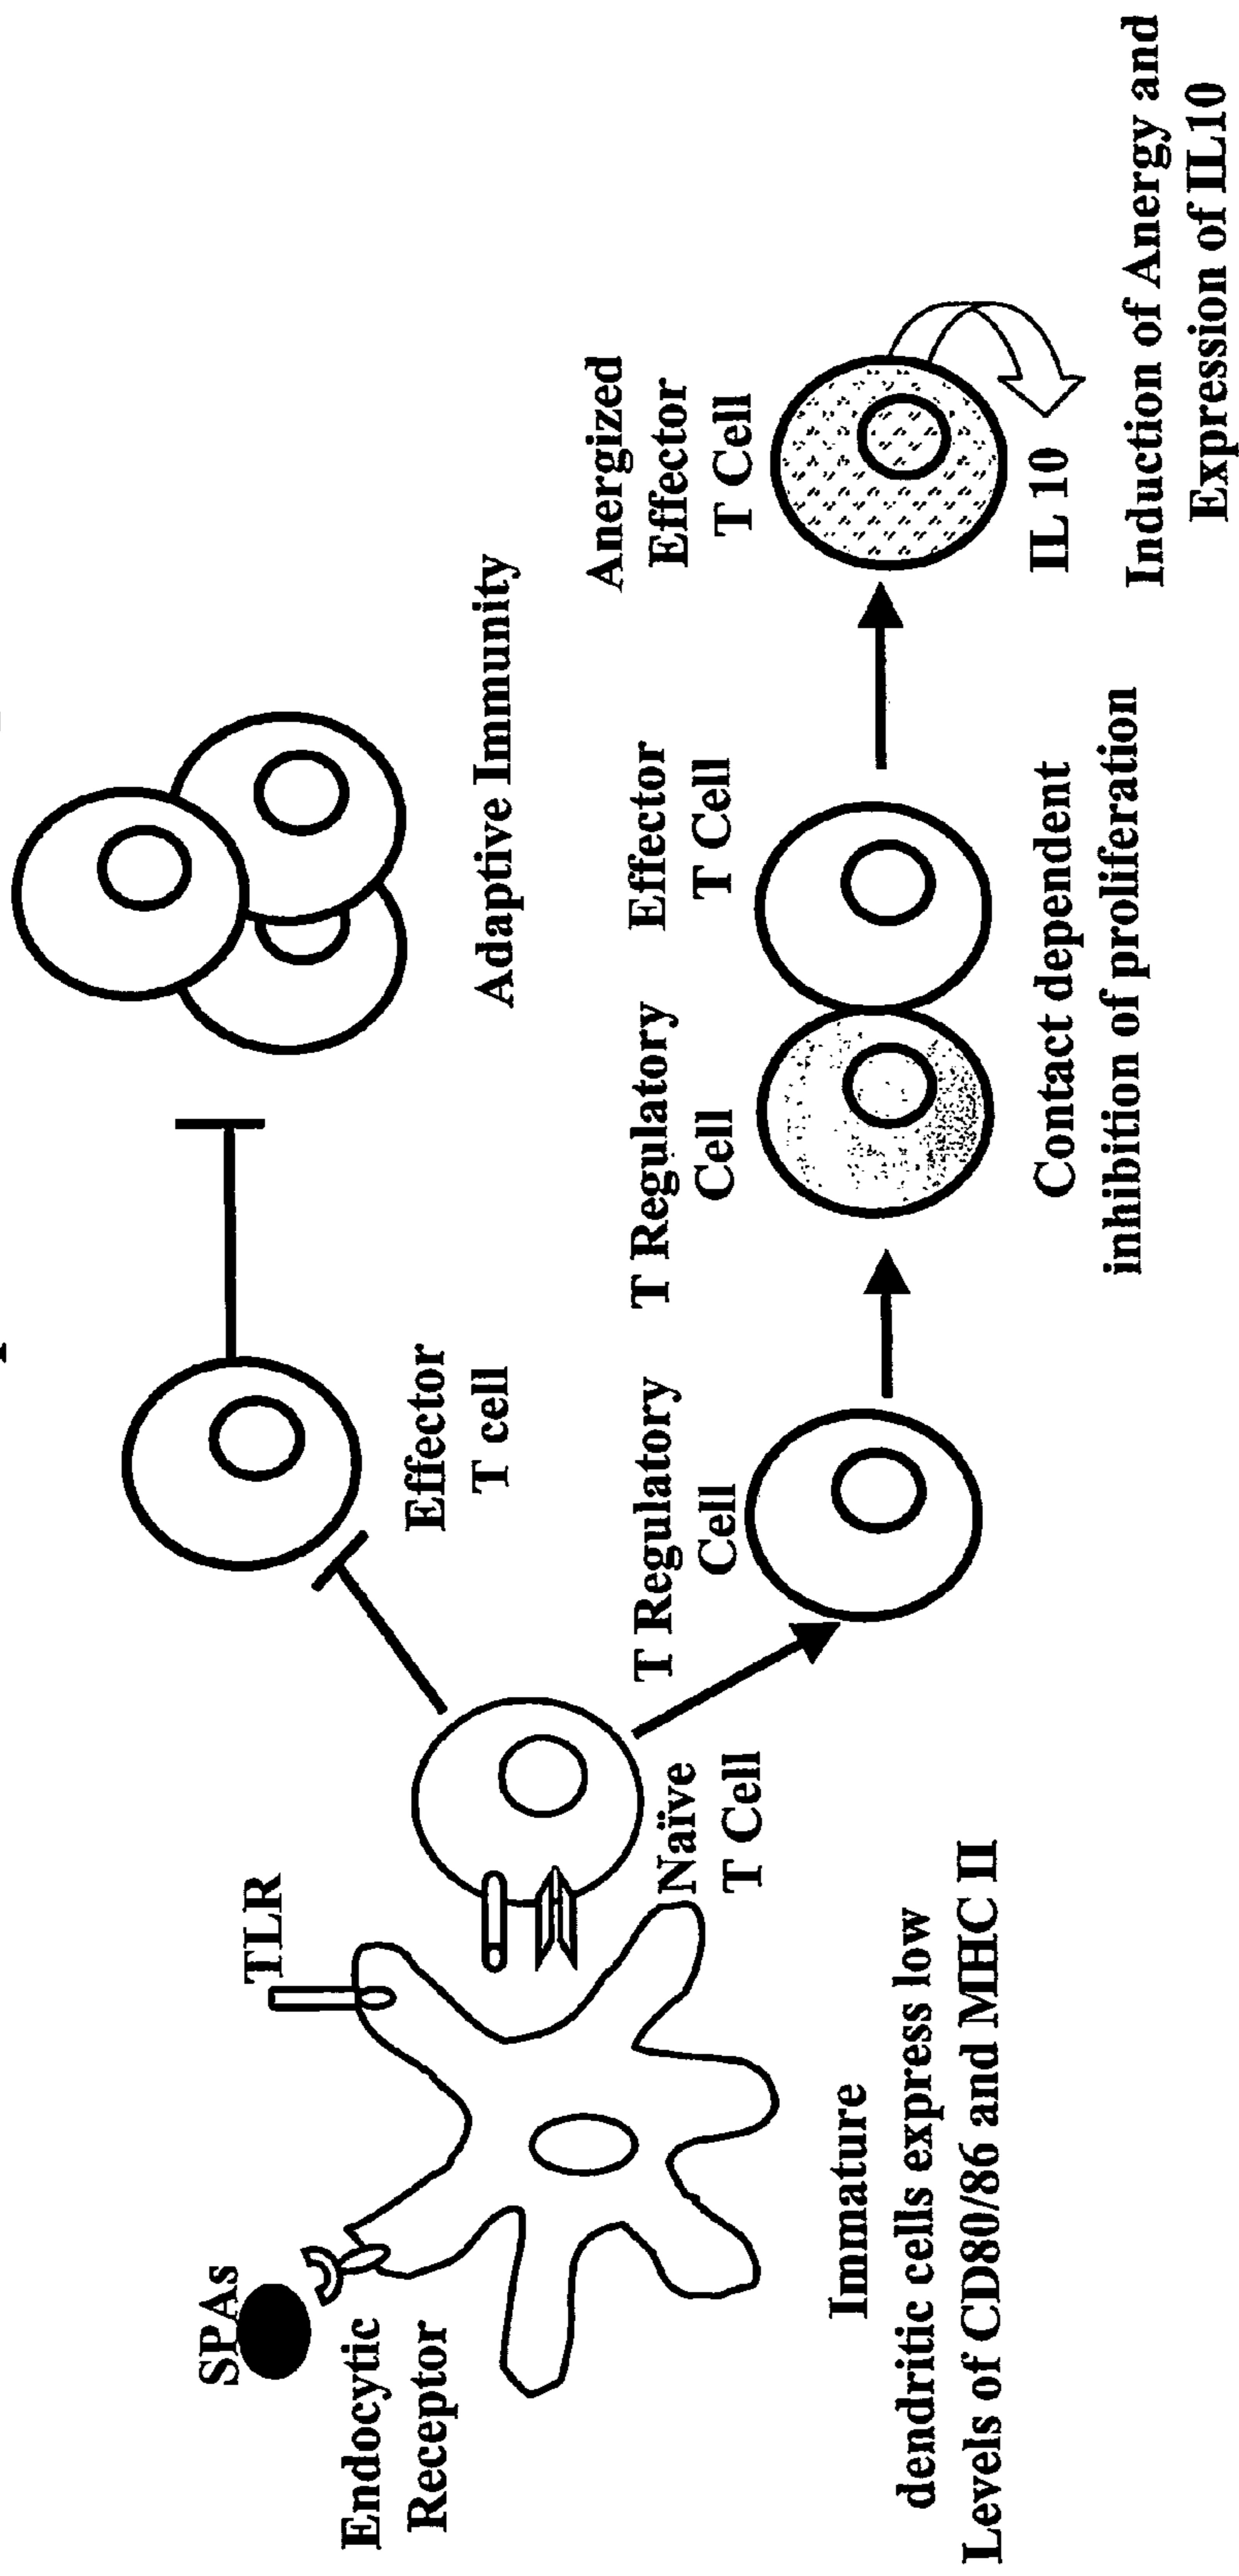 SPAs
Endocytic
Receptor
TLR
Immature
dendritic cells express low
Levels of CD80/86 and MHC II
Naïve
T Cell
Effector
T cell
Adaptive Immunity
T Regulatory
Cell
T Regulatory
Cell
Effector
T Cell
Contact dependent
inhibition of proliferation
Anergized
Effector
T Cell
IL 10
Induction of Anergy and
Expression of IL10